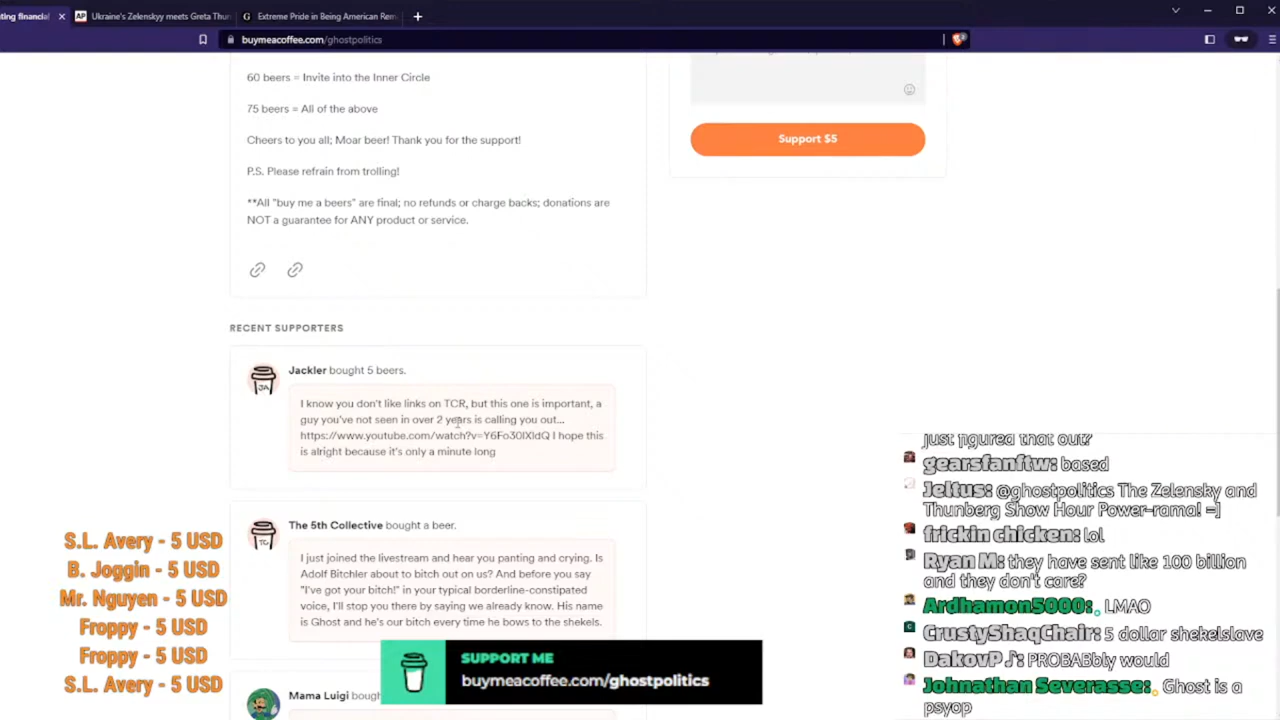 ting financial
AP Ukraine's Zelenskyy meets Greta Thun
G Extreme Pride in Being American Rem
buymeacoffee.com/ghostpolitics
60 beers = Invite into the Inner Circle
75 beers = All of the above
Cheers to you all; Moar beer! Thank you for the support!
P.S. Please refrain from trolling!
**All "buy me a beers" are final; no refunds or charge backs; donations are
NOT a guarantee for ANY product or service.
Support $5
RECENT SUPPORTERS
Jackler bought 5 beers.
JA
I know you don't like links on TCR, but this one is important, a
guy you've not seen in over 2 years is calling you out...
https://www.youtube.com/watch?v=Y6Fo30IXIdQ I hope this
is alright because it's only a minute long
The 5th Collective bought a beer.
TC
I just joined the livestream and hear you panting and crying. Is
Adolf Bitchler about to bitch out on us? And before you say
"I've got your bitch!" in your typical borderline-constipated
voice, I'll stop you there by saying we already know. His name
is Ghost and he's our bitch every time he bows to the shekels.
Mama Luigi bough
S.L. Avery - 5 USD
B. Joggin - 5 USD
Mr. Nguyen - 5 USD
Froppy - 5 USD
Froppy - 5 USD
S.L. Avery - 5 USD
SUPPORT ME
buymeacoffee.com/ghostpolitics
just figured that out?
gearsfanftw: based
Jeltus: @ghostpolitics The Zelensky and
Thunberg Show Hour Power-rama! =]
frickin chicken: lol
Ryan M: they have sent like 100 billion
and they don't care?
Ardhamon5000: LMAO
CrustyShaqChair: 5 dollar shekelslave
DakovP♪: PROBABbly would
Johnathan Severasse: Ghost is a
psyop